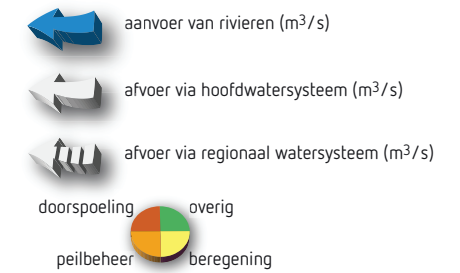 aanvoer van rivieren (m³/s)
afvoer via hoofdwatersysteem (m³/s)
afvoer via regionaal watersysteem (m³/s)
doorspoeling overig
peilbeheer beregening